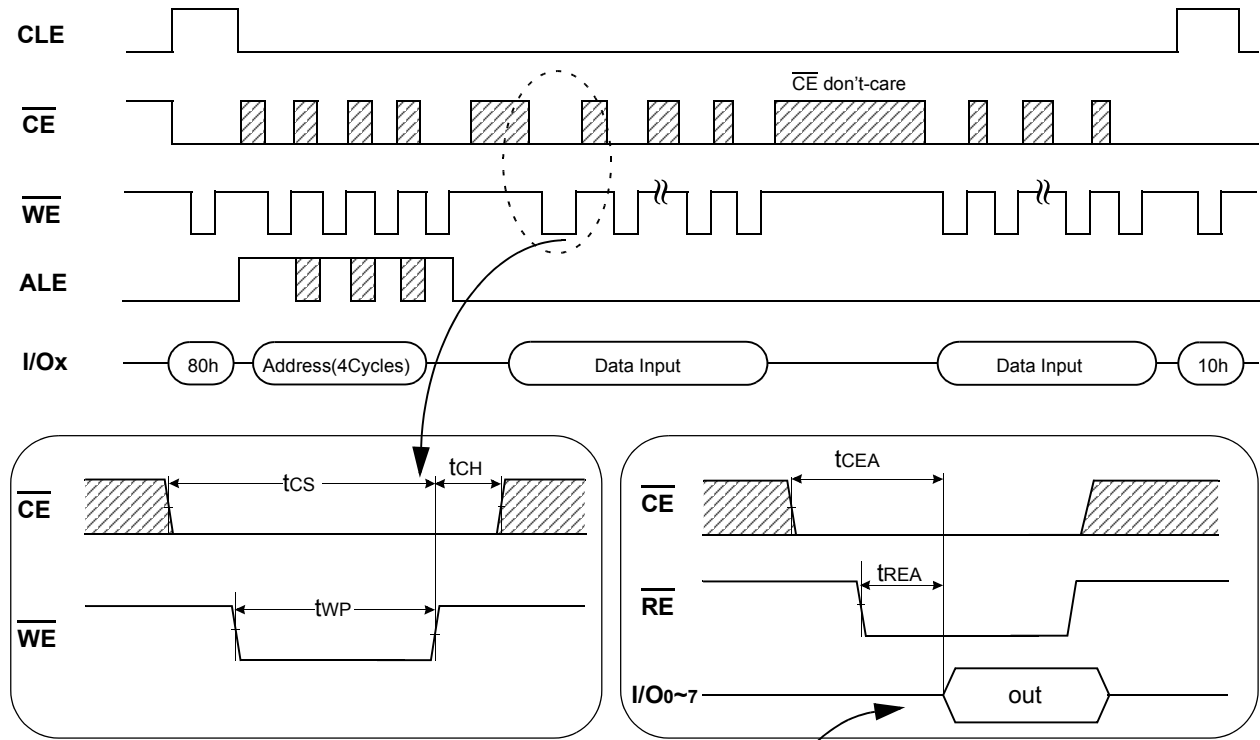 CLE
CE don't-care
CE
WE
ALE
I/Ox
80h
Address(4Cycles)
Data Input
Data Input
10h
tCS
tCH
CE
tWP
WE
tCEA
CE
tREA
RE
I/O0~7
out